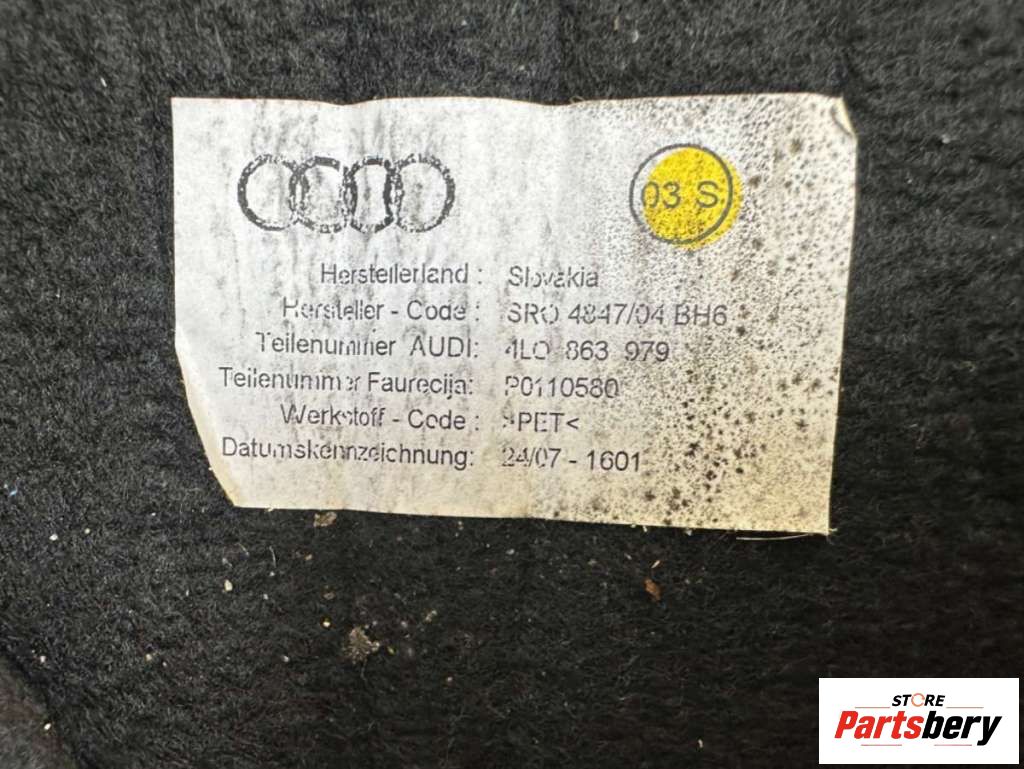 03 S
Herstellerland : Slovakia
Hersteller - Code : SRO 4847/04 BH6
Teilenummer AUDI: 4L0 863 979
Teilenummer Faurecija: P0110580
Werkstoff - Code : >PET<
Datumskennzeichnung: 24/07 - 1601
STORE
Partsbery